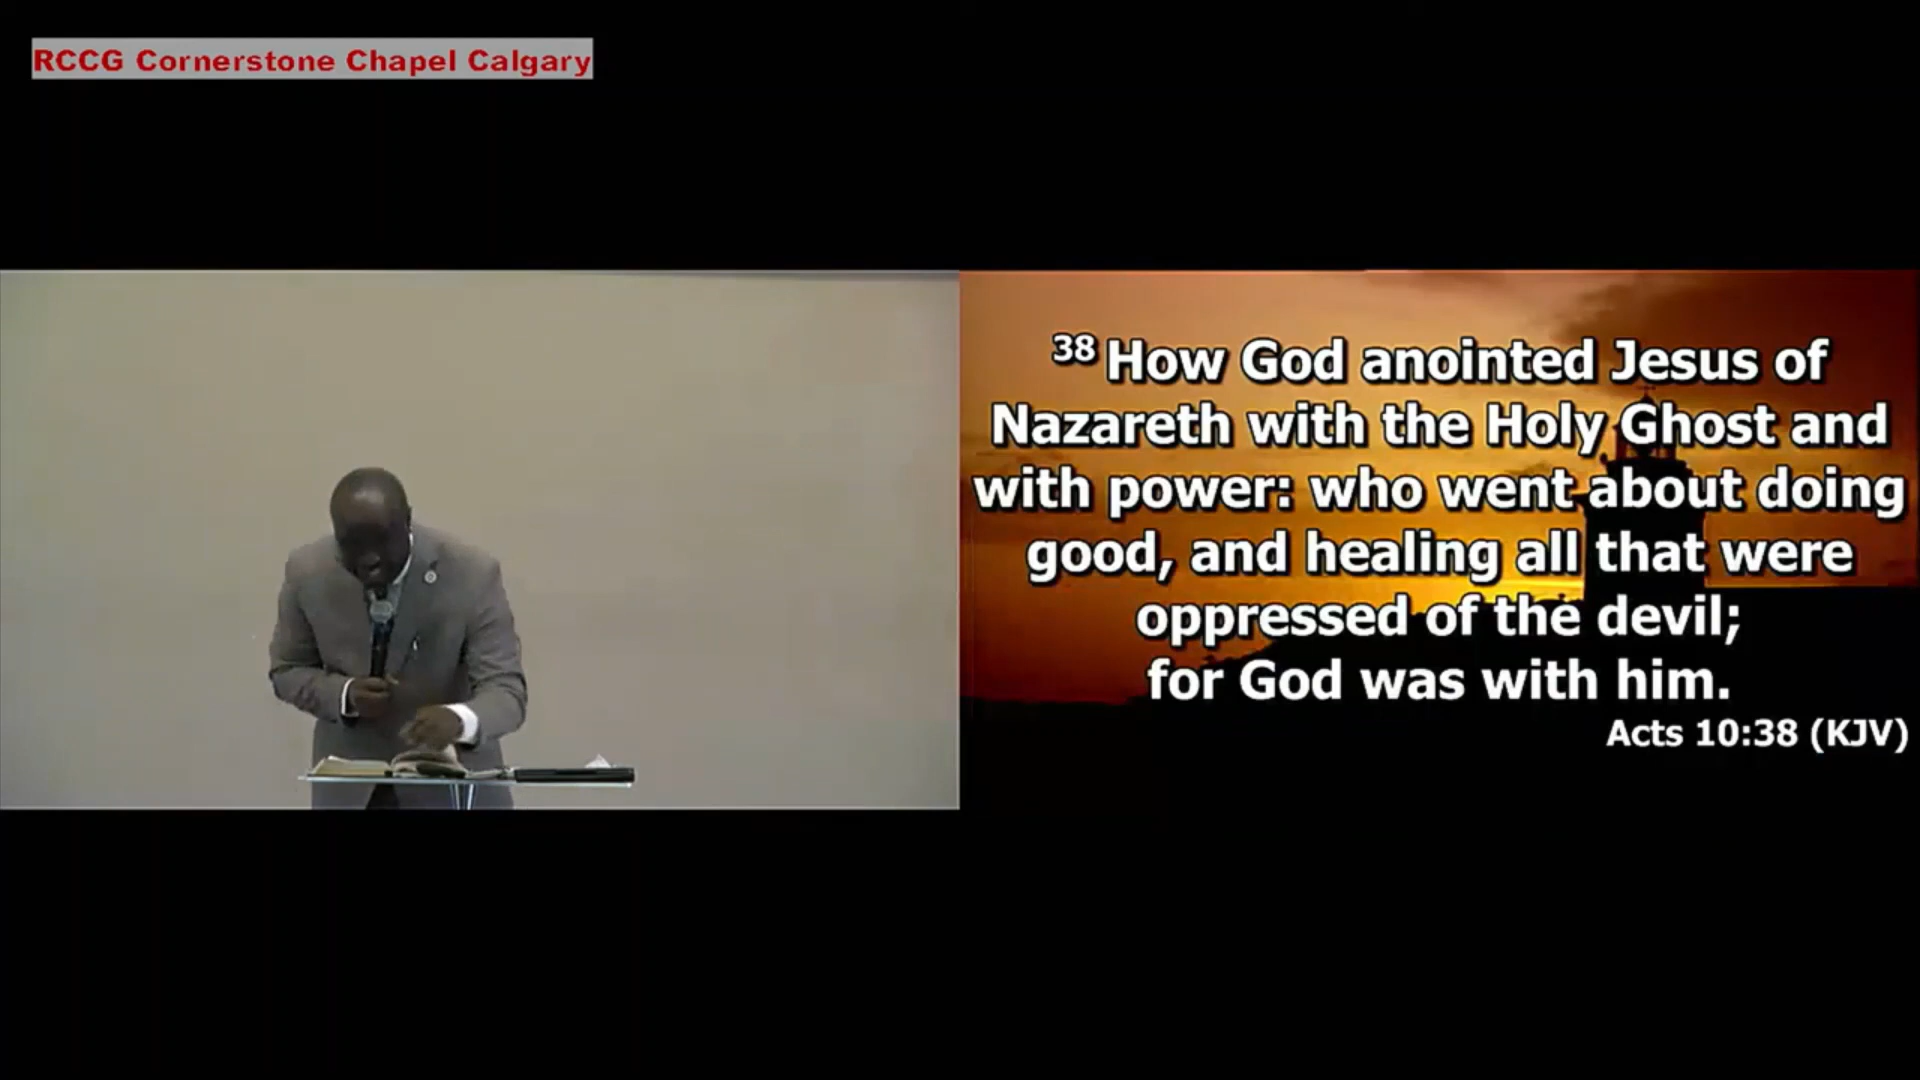 RCCG Cornerstone Chapel Calgary
38 How God anointed Jesus of
Nazareth with the Holy Ghost and
with power: who went about doing
good, and healing all that were
oppressed of the devil;
for God was with him.
Acts 10:38 (KJV)